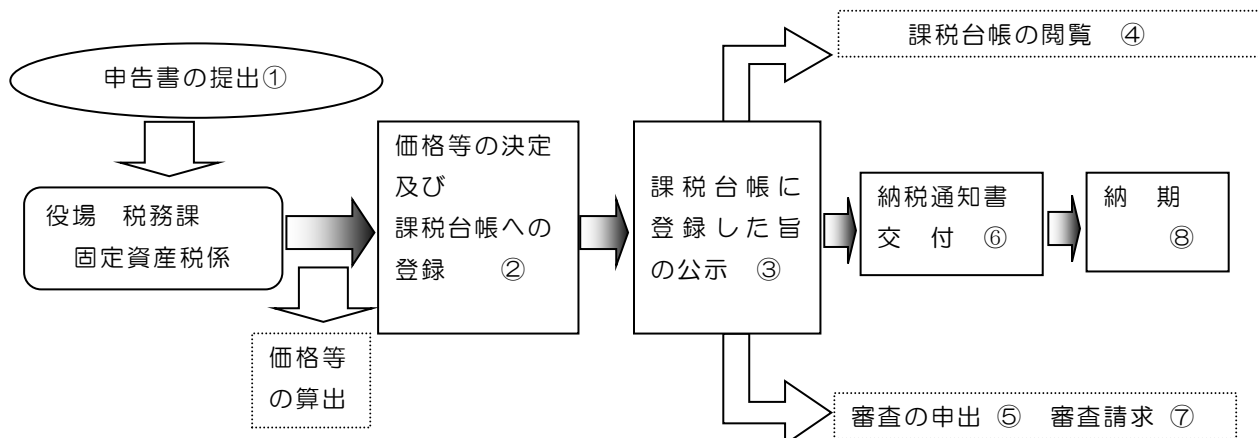 申告書の提出①
役場 税務課
固定資産税係
価格等
の算出
価格等の決定
及び
課税台帳への
登録 ②
課税台帳に
登録した旨
の公示 ③
課税台帳の閲覧 ④
納税通知書
交 付 ⑥
納 期
⑧
審査の申出 ⑤ 審査請求 ⑦